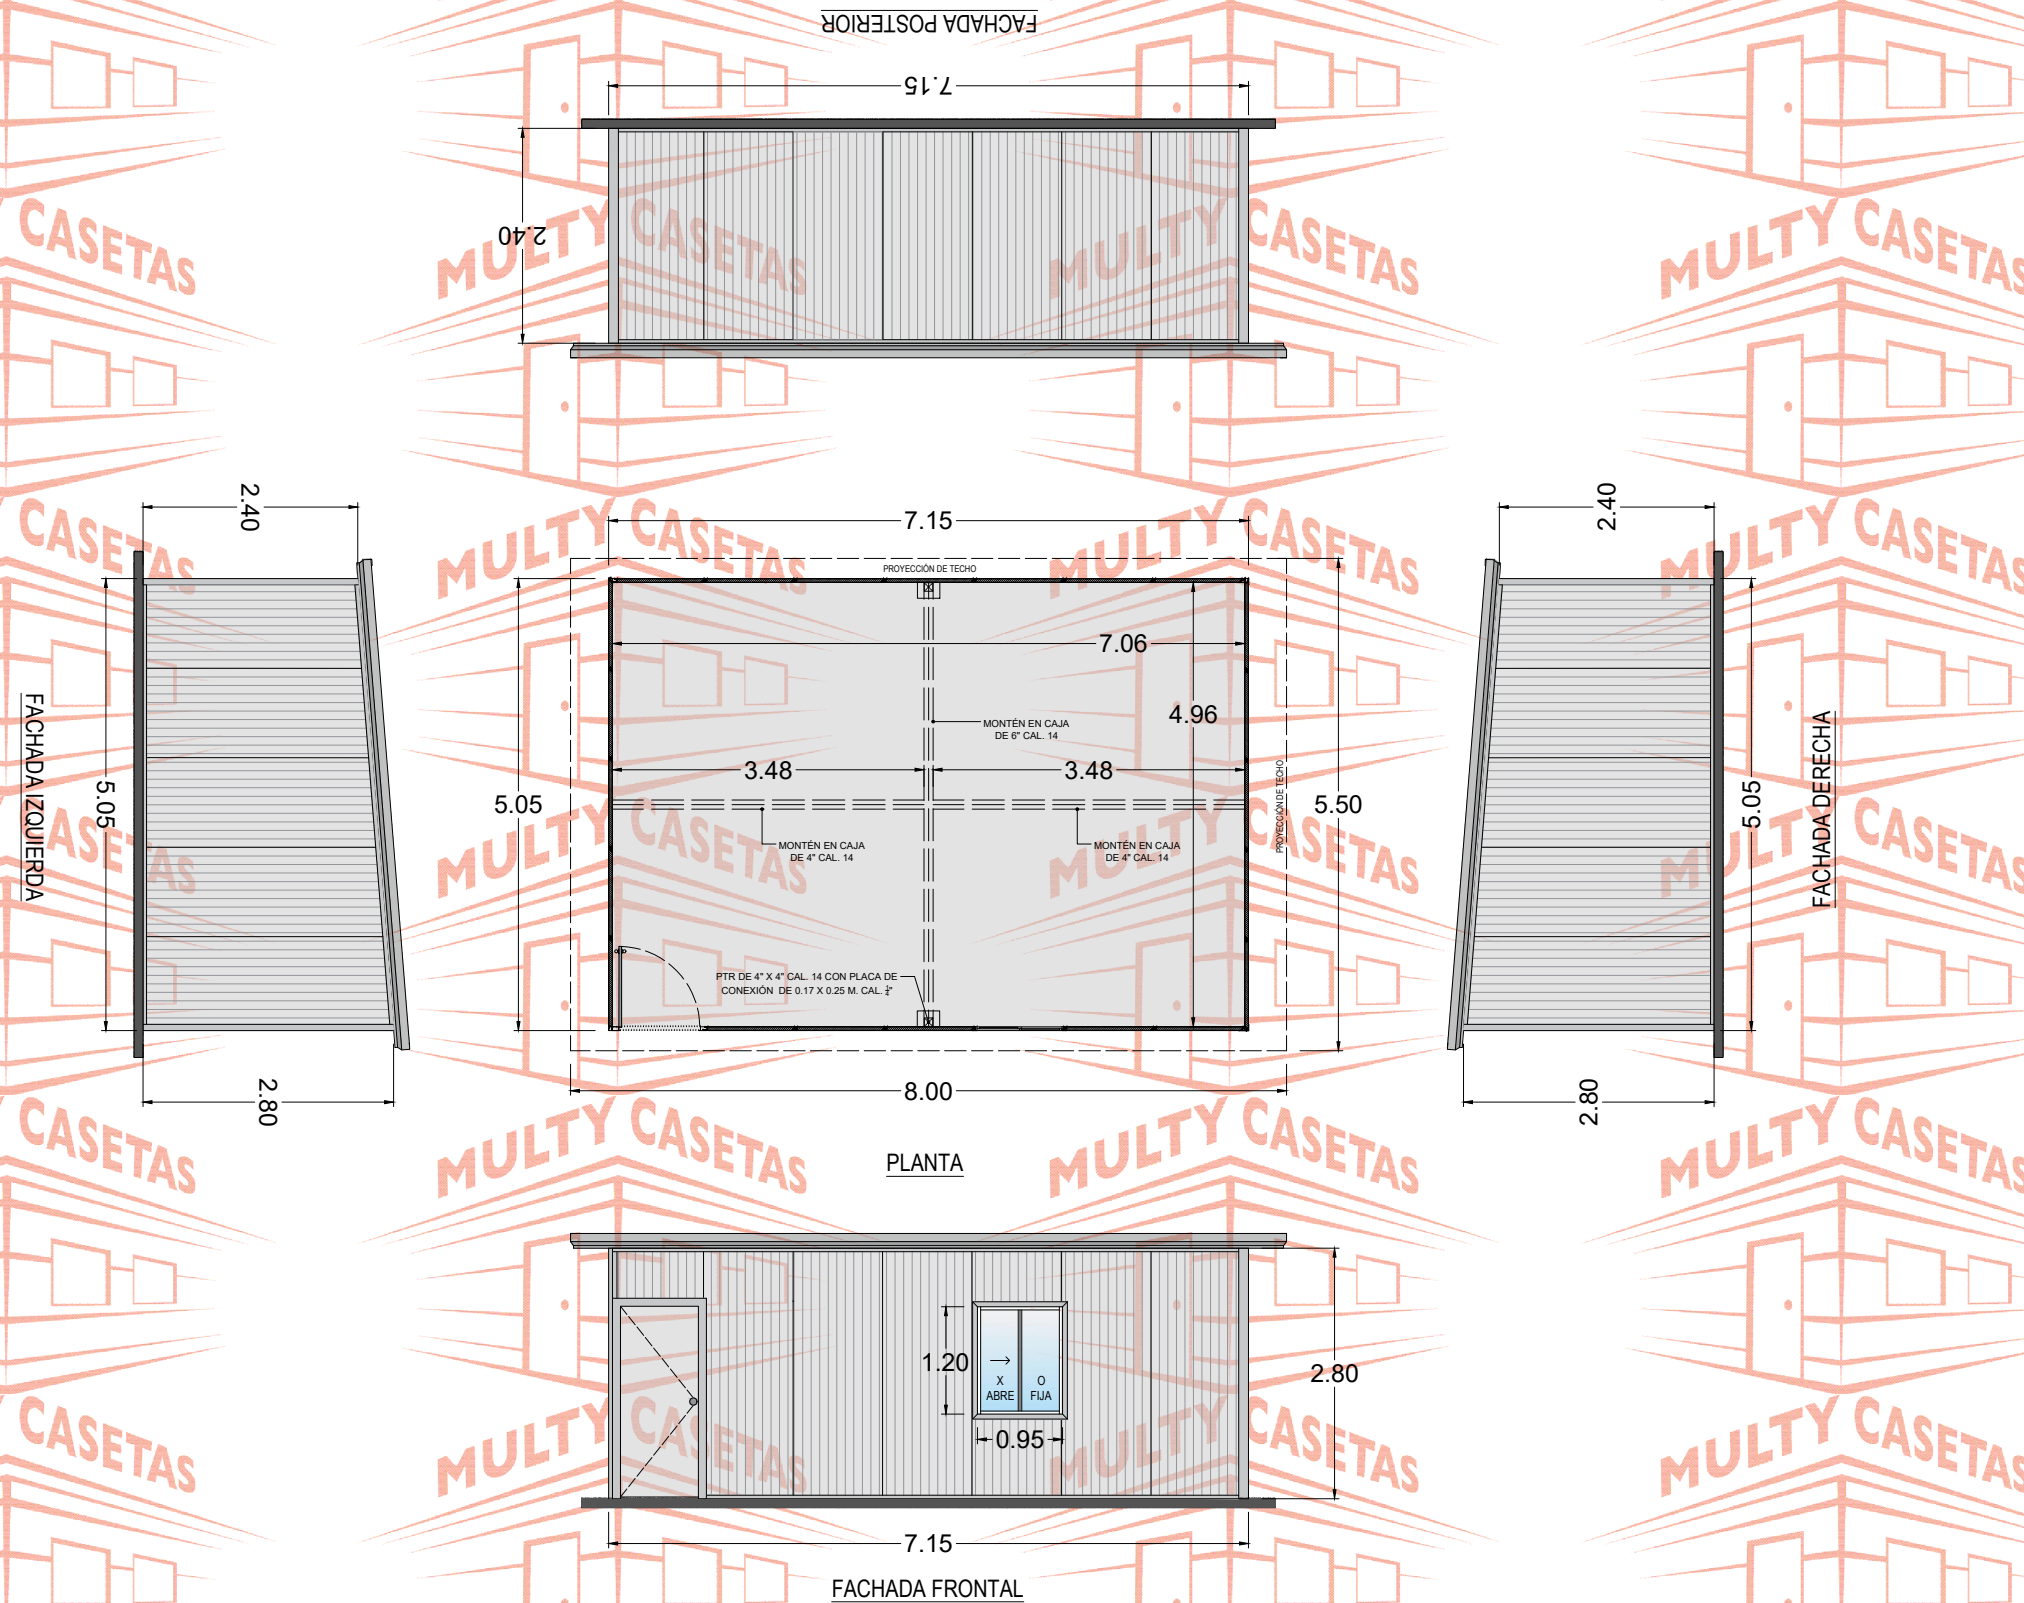 FACHADA POSTERIOR
7.15
2.40
MULTY CASETAS
2.40
5.05
2.80
FACHADA IZQUIERDA
7.15
PROYECCIÓN DE TECHO
7.06
4.96
MONTÉN EN CAJA
DE 6" CAL. 14
3.48
3.48
5.05
MONTÉN EN CAJA
DE 4" CAL. 14
MONTÉN EN CAJA
DE 4" CAL. 14
PROYECCIÓN DE TECHO
5.50
PTR DE 4" X 4" CAL. 14 CON PLACA DE
CONEXIÓN DE 0.17 X 0.25 M. CAL. ¼"
8.00
PLANTA
2.40
5.05
2.80
FACHADA DERECHA
1.20
X
ABRE
O
FIJA
0.95
2.80
7.15
FACHADA FRONTAL